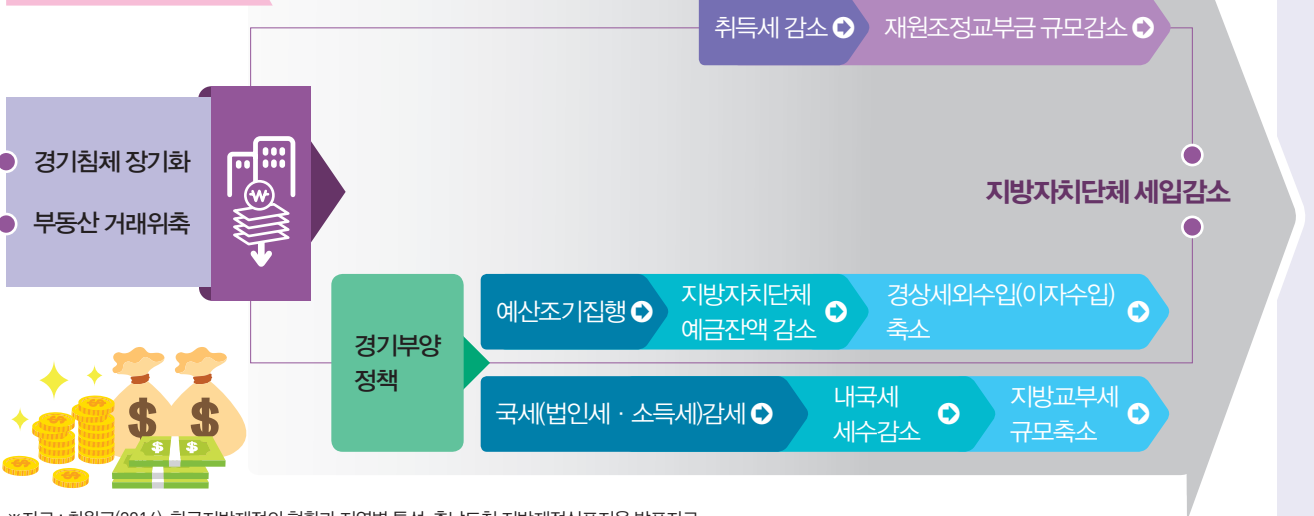 취득세 감소
재원조정교부금 규모감소
경기침체 장기화
부동산 거래위축
지방자치단체 세입감소
경기부양
정책
예산조기집행
지방자치단체
예금잔액 감소
경상세외수입(이자수입)
축소
국세(법인세 · 소득세)감세
내국세
세수감소
지방교부세
규모축소